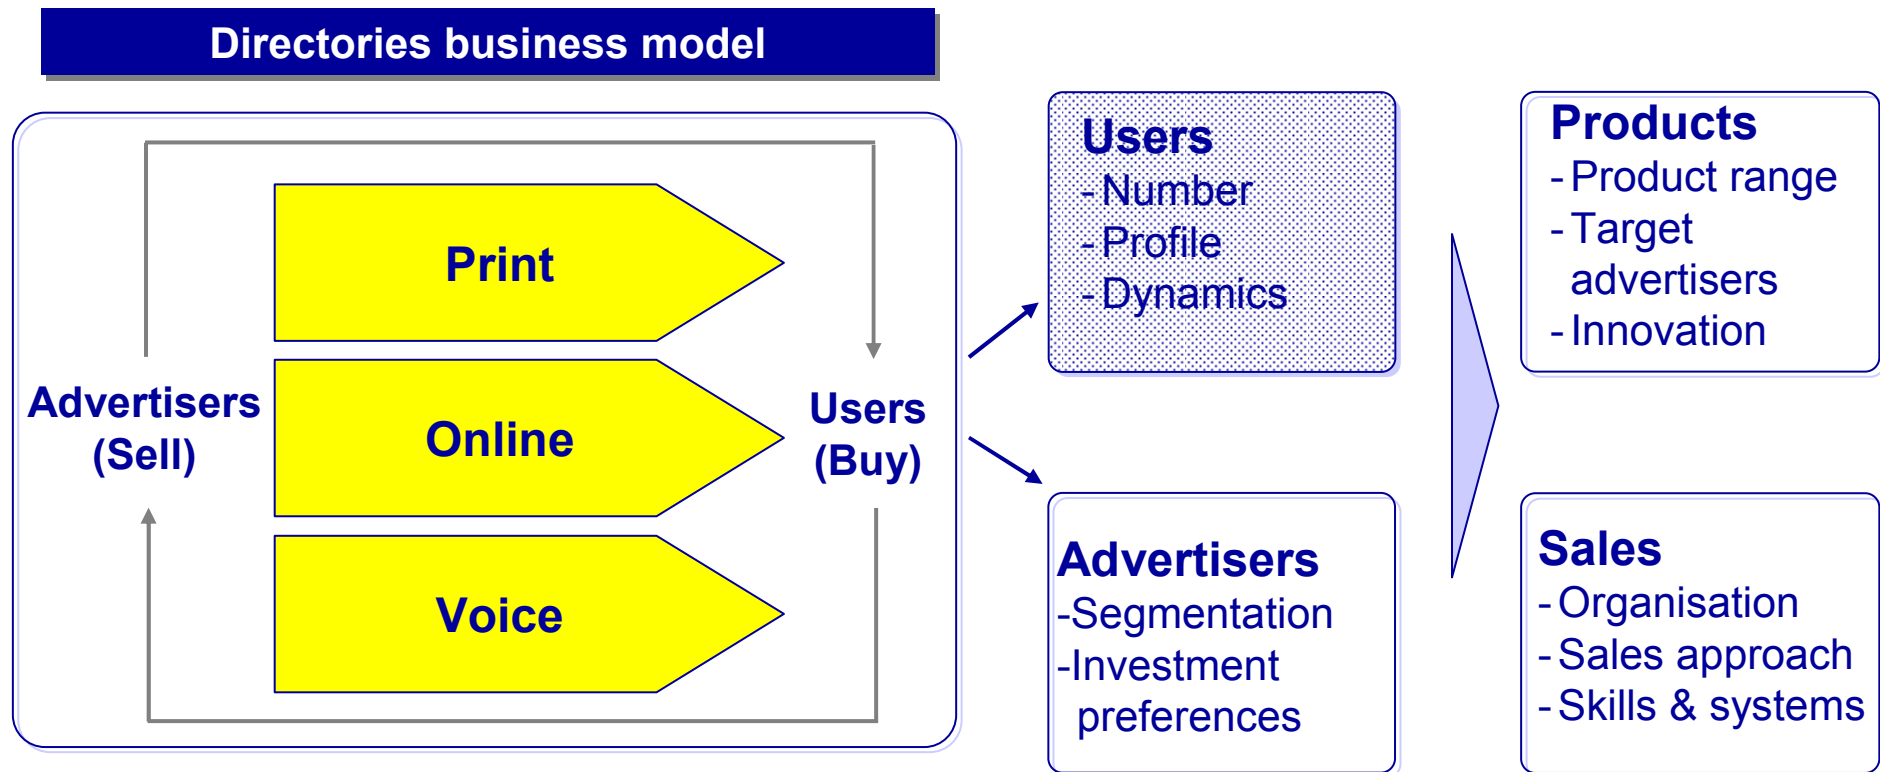 Directories business model
Print
Online
Voice
Advertisers
(Sell)
Users
(Buy)
Users
- Number
- Profile
- Dynamics
Advertisers
-Segmentation
-Investment
preferences
Products
- Product range
- Target
advertisers
- Innovation
Sales
- Organisation
- Sales approach
- Skills & systems